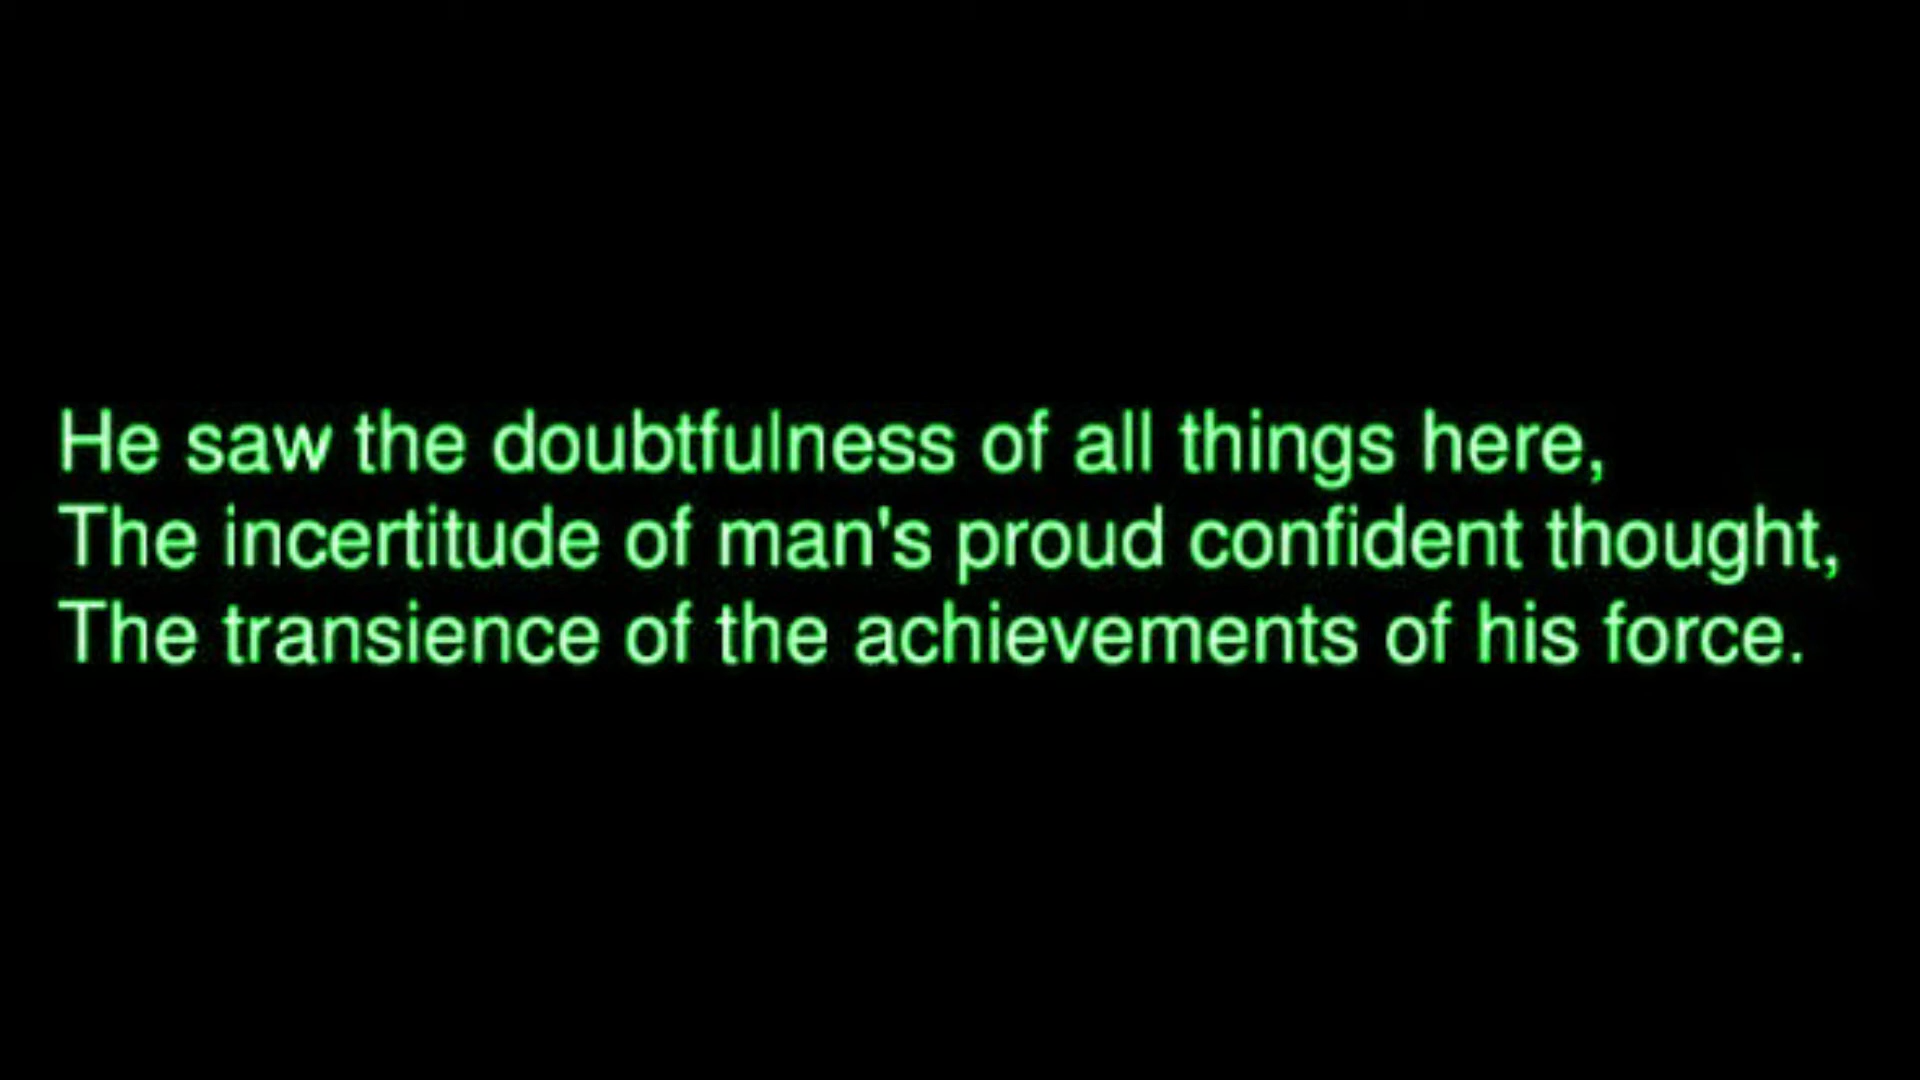 He saw the doubtfulness of all things here,
The incertitude of man's proud confident thought,
The transience of the achievements of his force.